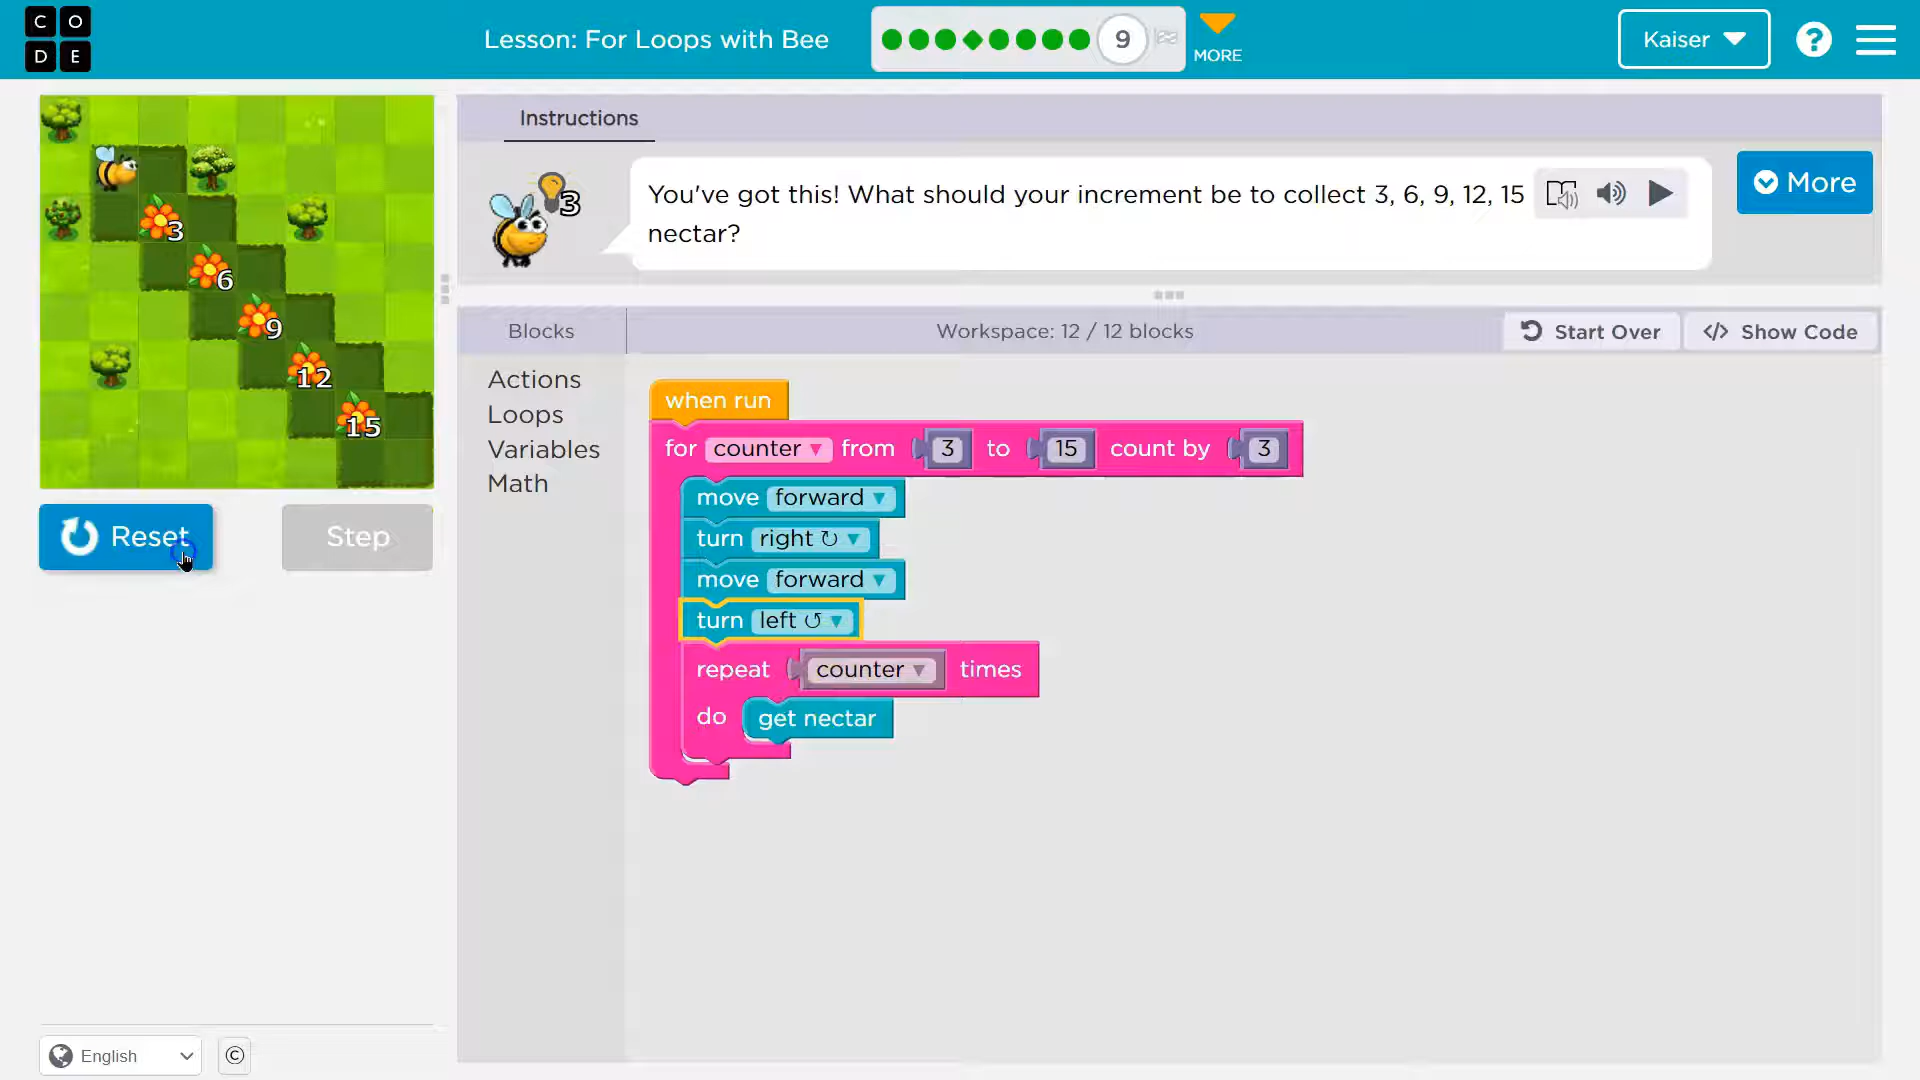 C O
D E
Lesson: For Loops with Bee
9
MORE
Kaiser
?
3
6
9
12
15
Reset
Step
Instructions
3
You've got this! What should your increment be to collect 3, 6, 9, 12, 15
nectar?
More
Blocks
Workspace: 12 / 12 blocks
Start Over
</> Show Code
Actions
Loops
Variables
Math
when run
for counter from 3 to 15 count by 3
move forward
turn right ↻
move forward
turn left ↺
repeat counter times
do get nectar
English
©